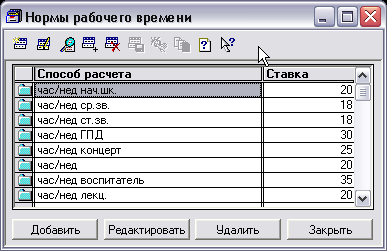 Нормы рабочего времени
Способ расчета Ставка
час/нед нач.шк. 20
час/нед ср.зв. 18
час/нед ст.зв. 18
час/нед ГПД 30
час/нед концерт 25
час/нед 20
час/нед воспитатель 35
час/нед лекц. 20
Добавить Редактировать Удалить Закрыть